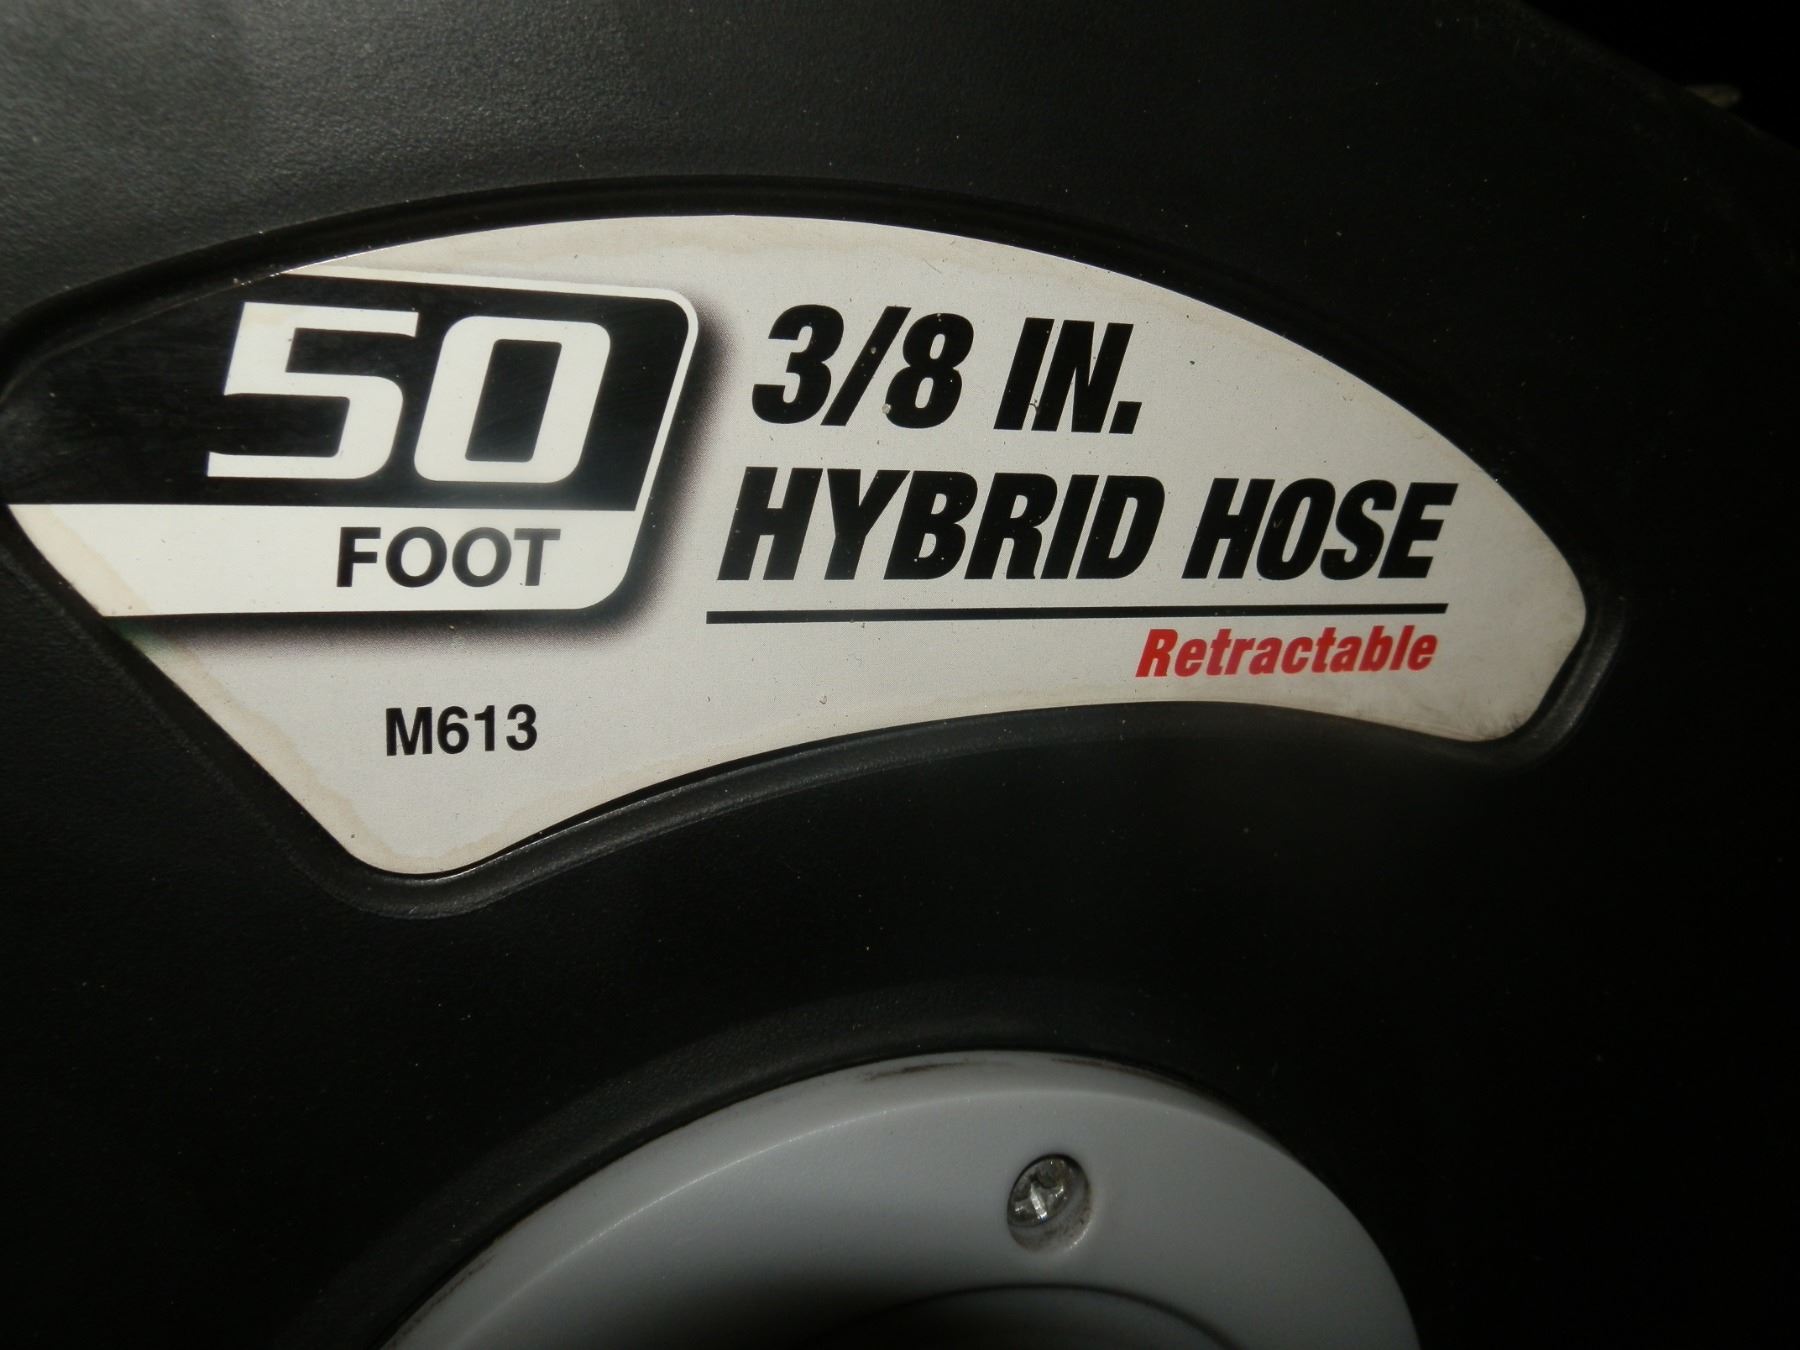 50
FOOT
M613
3/8 IN.
HYBRID HOSE
Retractable